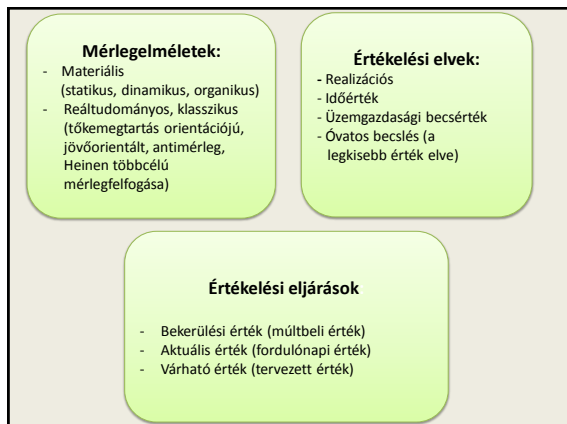 Mérlegelméletek:
- Materiális
(statikus, dinamikus, organikus)
- Reáltudományos, klasszikus
(tőkemegtartás orientációjú,
jövőorientált, antimérleg,
Heinen többcélú
mérlegfelfogása)
Értékelési elvek:
- Realizációs
- Időérték
- Üzemgazdasági becsérték
- Óvatos becslés (a
legkisebb érték elve)
Értékelési eljárások
- Bekerülési érték (múltbeli érték)
- Aktuális érték (fordulónapi érték)
- Várható érték (tervezett érték)